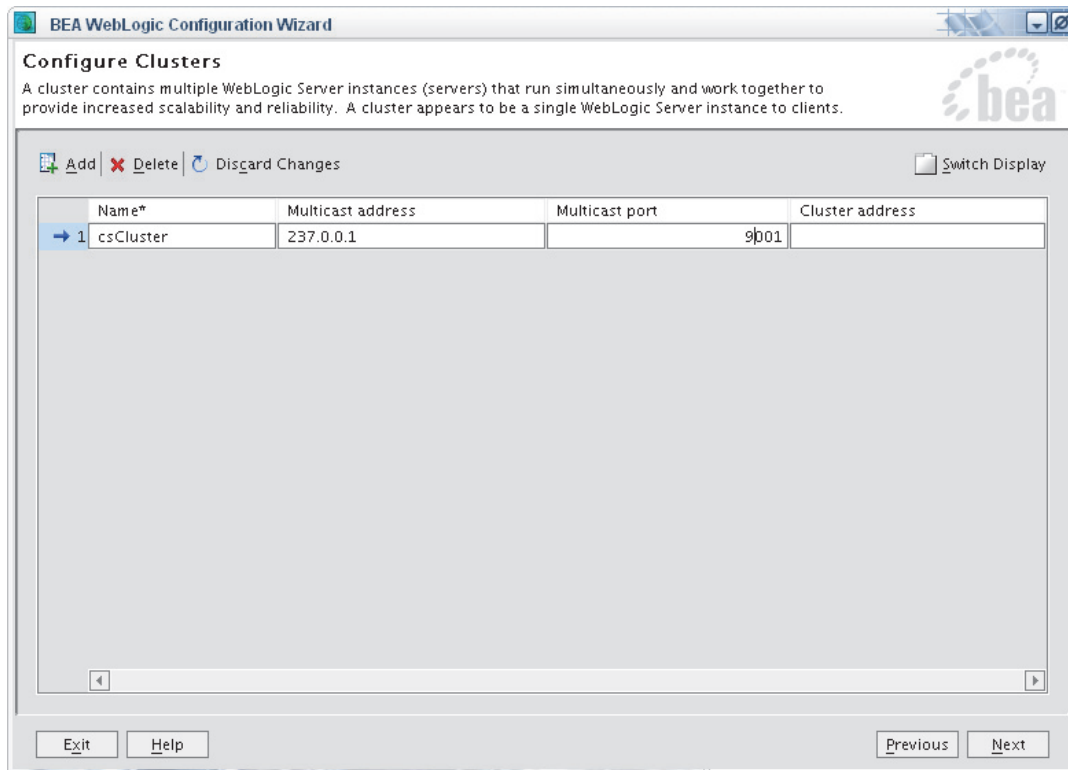 BEA WebLogic Configuration Wizard
Configure Clusters
A cluster contains multiple WebLogic Server instances (servers) that run simultaneously and work together to
provide increased scalability and reliability. A cluster appears to be a single WebLogic Server instance to clients.
bea
Add Delete Discard Changes Switch Display
Name* Multicast address Multicast port Cluster address
1 csCluster 237.0.0.1 9001
Exit Help Previous Next